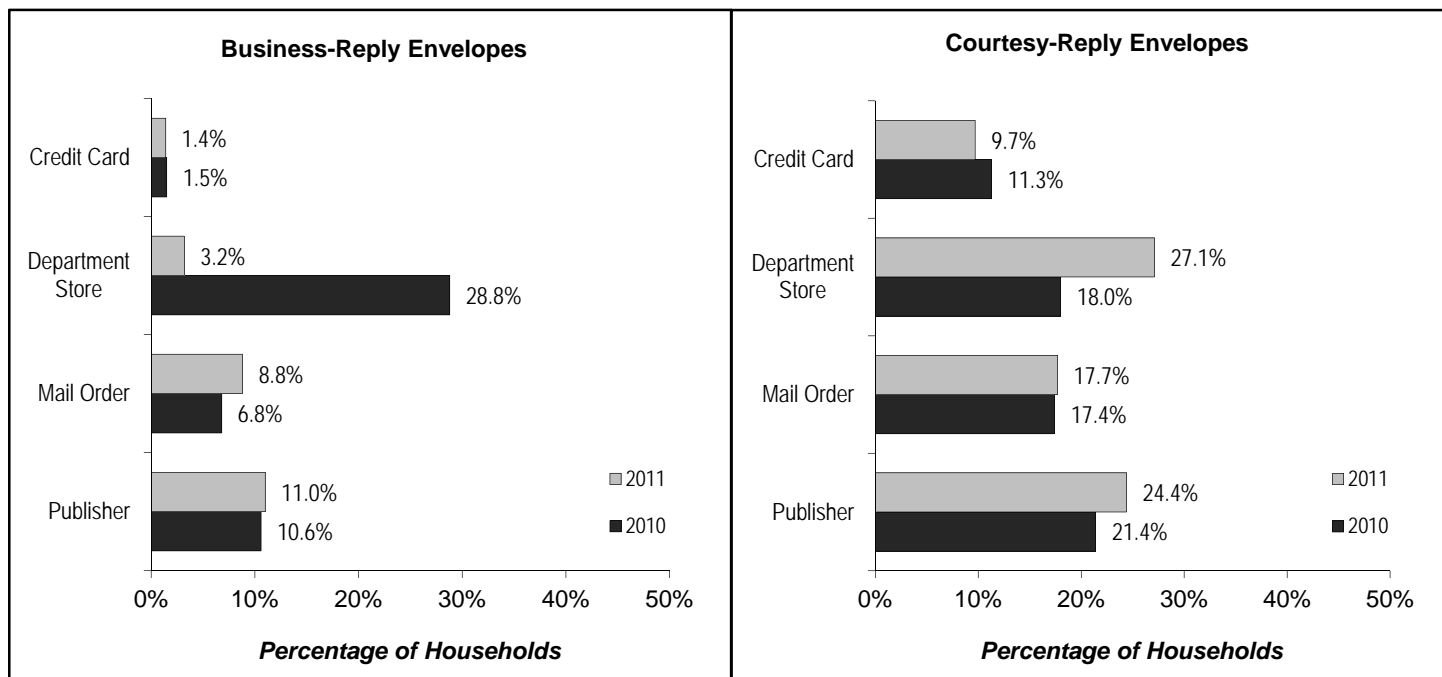 Business-Reply Envelopes
Credit Card
1.4%
1.5%
Department
Store
3.2%
28.8%
Mail Order
8.8%
6.8%
Publisher
11.0%
10.6%
2011
2010
0% 10% 20% 30% 40% 50%
Percentage of Households
Courtesy-Reply Envelopes
Credit Card
9.7%
11.3%
Department
Store
27.1%
18.0%
Mail Order
17.7%
17.4%
Publisher
24.4%
21.4%
2011
2010
0% 10% 20% 30% 40% 50%
Percentage of Households